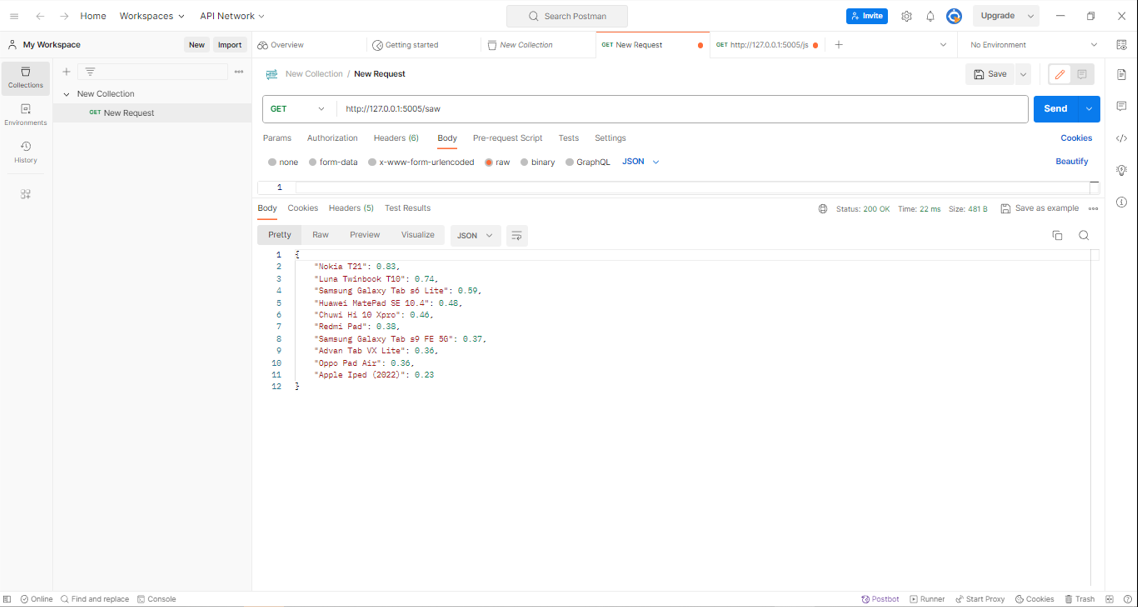 Home Workspaces API Network Search Postman Invite Upgrade
My Workspace New Import Overview Getting started New Collection GET New Request GET http://127.0.0.1:5005/js No Environment
Collections
Environments
History
New Collection
GET New Request
New Collection / New Request Save
GET http://127.0.0.1:5005/saw Send
Params Authorization Headers (6) Body Pre-request Script Tests Settings Cookies
none form-data x-www-form-urlencoded raw binary GraphQL JSON Beautify
1
Body Cookies Headers (5) Test Results Status: 200 OK Time: 22 ms Size: 481 B Save as example
Pretty Raw Preview Visualize JSON
1 {
2 "Nokia T21": 0.83,
3 "Luna Twinbook T10": 0.74,
4 "Samsung Galaxy Tab s6 Lite": 0.59,
5 "Huawei MatePad SE 10.4": 0.48,
6 "Chuwi Hi 10 Xpro": 0.46,
7 "Redmi Pad": 0.38,
8 "Samsung Galaxy Tab s9 FE 5G": 0.37,
9 "Advan Tab VX Lite": 0.36,
10 "Oppo Pad Air": 0.36,
11 "Apple Iped (2022)": 0.23
12 }
Online Find and replace Console Postbot Runner Start Proxy Cookies Trash